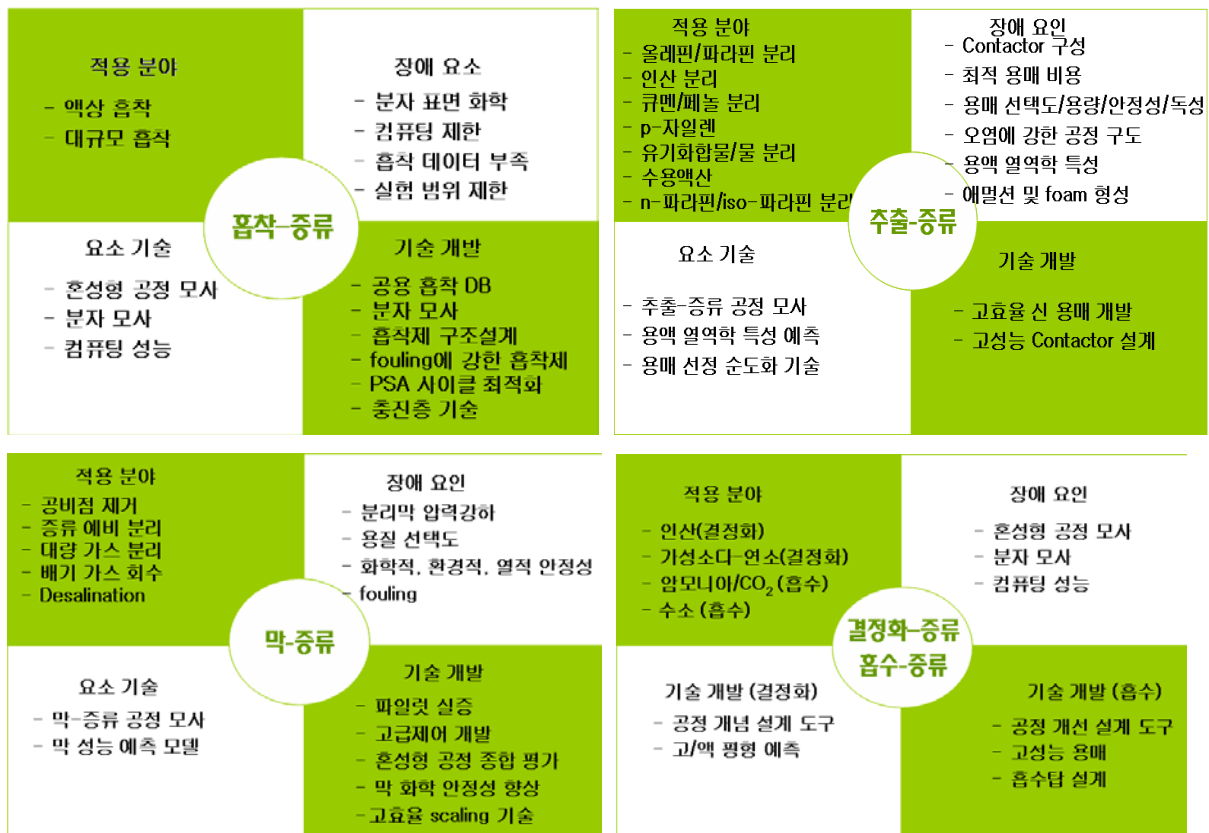 적용 분야
- 액상 흡착
- 대규모 흡착
장애 요소
- 분자 표면 화학
- 컴퓨팅 제한
- 흡착 데이터 부족
- 실험 범위 제한
흡착-증류
요소 기술
- 혼성형 공정 모사
- 분자 모사
- 컴퓨팅 성능
기술 개발
- 공용 흡착 DB
- 분자 모사
- 흡착제 구조설계
- fouling에 강한 흡착제
- PSA 사이클 최적화
- 충진층 기술
적용 분야
- 올레핀/파라핀 분리
- 인산 분리
- 큐멘/페놀 분리
- p-자일렌
- 유기화합물/물 분리
- 수용액산
- n-파라핀/iso-파라핀 분리
장애 요인
- Contactor 구성
- 최적 용매 비용
- 용매 선택도/용량/안정성/독성
- 오염에 강한 공정 구도
- 용액 열역학 특성
- 에멀션 및 foam 형성
추출-증류
요소 기술
- 추출-증류 공정 모사
- 용액 열역학 특성 예측
- 용매 선정 순도화 기술
기술 개발
- 고효율 신 용매 개발
- 고성능 Contactor 설계
적용 분야
- 공비점 제거
- 증류 예비 분리
- 대량 가스 분리
- 배기 가스 회수
- Desalination
장애 요인
- 분리막 압력강하
- 용질 선택도
- 화학적, 환경적, 열적 안정성
- fouling
막-증류
요소 기술
- 막-증류 공정 모사
- 막 성능 예측 모델
기술 개발
- 파일럿 실증
- 고급제어 개발
- 혼성형 공정 종합 평가
- 막 화학 안정성 향상
- 고효율 scaling 기술
적용 분야
- 인산(결정화)
- 가성소다-연소(결정화)
- 암모니아/CO₂ (흡수)
- 수소 (흡수)
장애 요인
- 혼성형 공정 모사
- 분자 모사
- 컴퓨팅 성능
결정화-증류
흡수-증류
기술 개발 (결정화)
- 공정 개념 설계 도구
- 고/액 평형 예측
기술 개발 (흡수)
- 공정 개선 설계 도구
- 고성능 용매
- 흡수탑 설계